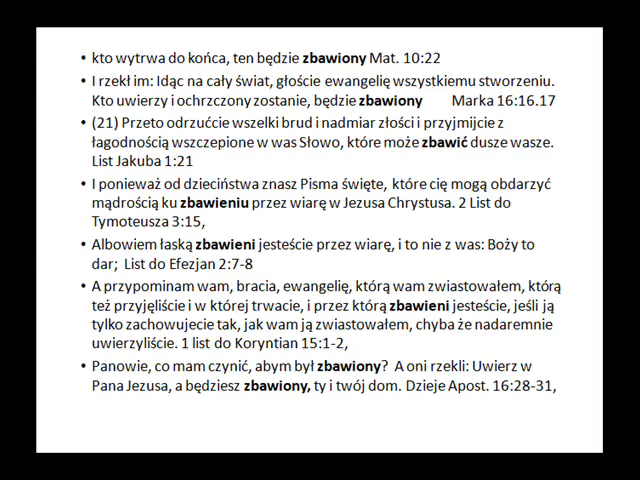 • kto wytrwa do końca, ten będzie zbawiony Mat. 10:22
• I rzekł im: Idąc na cały świat, głoście ewangelię wszystkiemu stworzeniu.
Kto uwierzy i ochrzczony zostanie, będzie zbawiony Marka 16:16.17
• (21) Przeto odrzućcie wszelki brud i nadmiar złości i przyjmijcie z
łagodnością wszczepione w was Słowo, które może zbawić dusze wasze.
List Jakuba 1:21
• I ponieważ od dzieciństwa znasz Pisma święte, które cię mogą obdarzyć
mądrością ku zbawieniu przez wiarę w Jezusa Chrystusa. 2 List do
Tymoteusza 3:15,
• Albowiem łaską zbawieni jesteście przez wiarę, i to nie z was: Boży to
dar; List do Efezjan 2:7-8
• A przypominam wam, bracia, ewangelię, którą wam zwiastowałem, którą
też przyjęliście i w której trwacie, i przez którą zbawieni jesteście, jeśli ją
tylko zachowujecie tak, jak wam ją zwiastowałem, chyba że nadaremnie
uwierzyliście. 1 list do Koryntian 15:1-2,
• Panowie, co mam czynić, abym był zbawiony? A oni rzekli: Uwierz w
Pana Jezusa, a będziesz zbawiony, ty i twój dom. Dzieje Apost. 16:28-31,